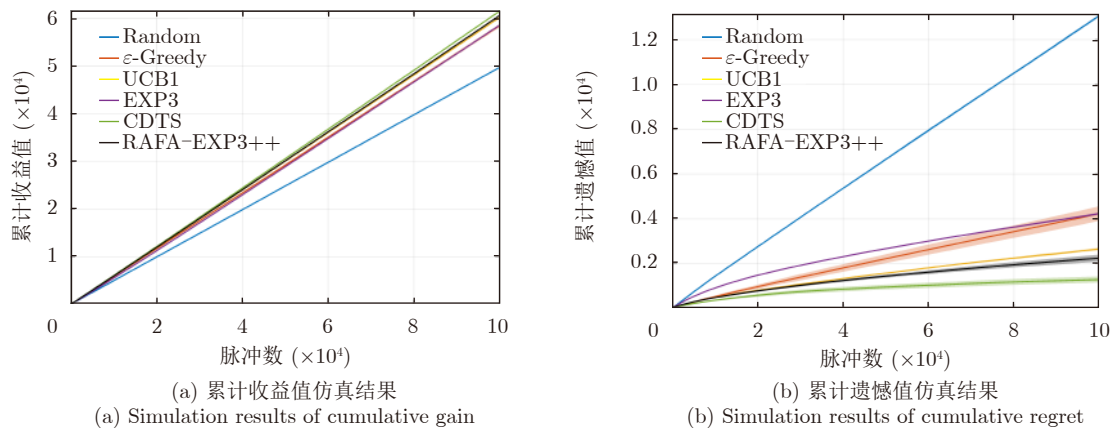 6
5
4
3
2
1
0
2
4
6
8
10
累计收益值 (×10⁴)
Random
ε-Greedy
UCB1
EXP3
CDTS
RAFA−EXP3++
脉冲数 (×10⁴)
(a) 累计收益值仿真结果
(a) Simulation results of cumulative gain
1.2
1.0
0.8
0.6
0.4
0.2
0
2
4
6
8
10
累计遗憾值 (×10⁴)
Random
ε-Greedy
UCB1
EXP3
CDTS
RAFA−EXP3++
脉冲数 (×10⁴)
(b) 累计遗憾值仿真结果
(b) Simulation results of cumulative regret